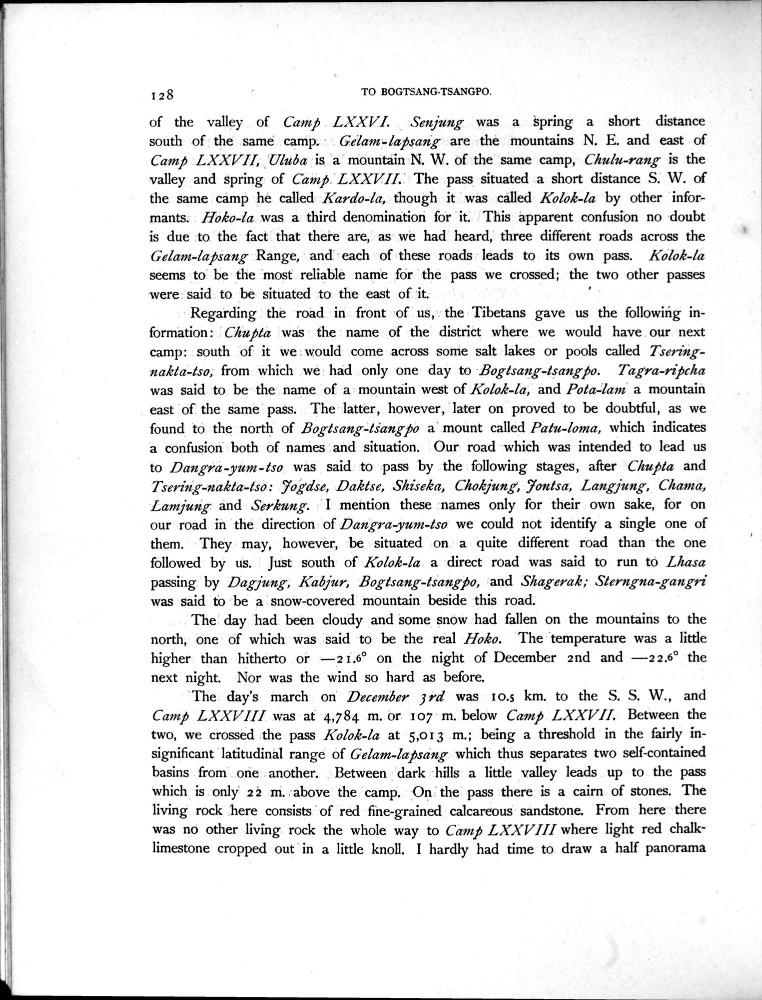 128
TO BOGTSANG-TSANGPO.
of the valley of Camp LXXVI. Senjung was a spring a short distance
south of the same camp. Gelam-lapsang are the mountains N. E. and east of
Camp LXXVII, Uluba is a mountain N. W. of the same camp, Chulu-rang is the
valley and spring of Camp LXXVII. The pass situated a short distance S. W. of
the same camp he called Kardo-la, though it was called Kolok-la by other infor-
mants. Hoko-la was a third denomination for it. This apparent confusion no doubt
is due to the fact that there are, as we had heard, three different roads across the
Gelam-lapsang Range, and each of these roads leads to its own pass. Kolok-la
seems to be the most reliable name for the pass we crossed; the two other passes
were said to be situated to the east of it.
Regarding the road in front of us, the Tibetans gave us the following in-
formation: Chupta was the name of the district where we would have our next
camp: south of it we would come across some salt lakes or pools called Tsering-
nakta-tso, from which we had only one day to Bogtsang-tsangpo. Tagra-ripcha
was said to be the name of a mountain west of Kolok-la, and Pota-lam a mountain
east of the same pass. The latter, however, later on proved to be doubtful, as we
found to the north of Bogtsang-tsangpo a mount called Patu-loma, which indicates
a confusion both of names and situation. Our road which was intended to lead us
to Dangra-yum-tso was said to pass by the following stages, after Chupta and
Tsering-nakta-tso: Jogdse, Daktse, Shiseka, Chokjung, Jontsa, Langjung, Chama,
Lamjung and Serkung. I mention these names only for their own sake, for on
our road in the direction of Dangra-yum-tso we could not identify a single one of
them. They may, however, be situated on a quite different road than the one
followed by us. Just south of Kolok-la a direct road was said to run to Lhasa
passing by Dagjung, Kabjur, Bogtsang-tsangpo, and Shagerak; Sterngna-gangri
was said to be a snow-covered mountain beside this road.
The day had been cloudy and some snow had fallen on the mountains to the
north, one of which was said to be the real Hoko. The temperature was a little
higher than hitherto or —21.6° on the night of December 2nd and —22.6° the
next night. Nor was the wind so hard as before.
The day's march on December 3rd was 10.5 km. to the S. S. W., and
Camp LXXVIII was at 4,784 m. or 107 m. below Camp LXXVII. Between the
two, we crossed the pass Kolok-la at 5,013 m.; being a threshold in the fairly in-
significant latitudinal range of Gelam-lapsang which thus separates two self-contained
basins from one another. Between dark hills a little valley leads up to the pass
which is only 22 m. above the camp. On the pass there is a cairn of stones. The
living rock here consists of red fine-grained calcareous sandstone. From here there
was no other living rock the whole way to Camp LXXVIII where light red chalk-
limestone cropped out in a little knoll. I hardly had time to draw a half panorama